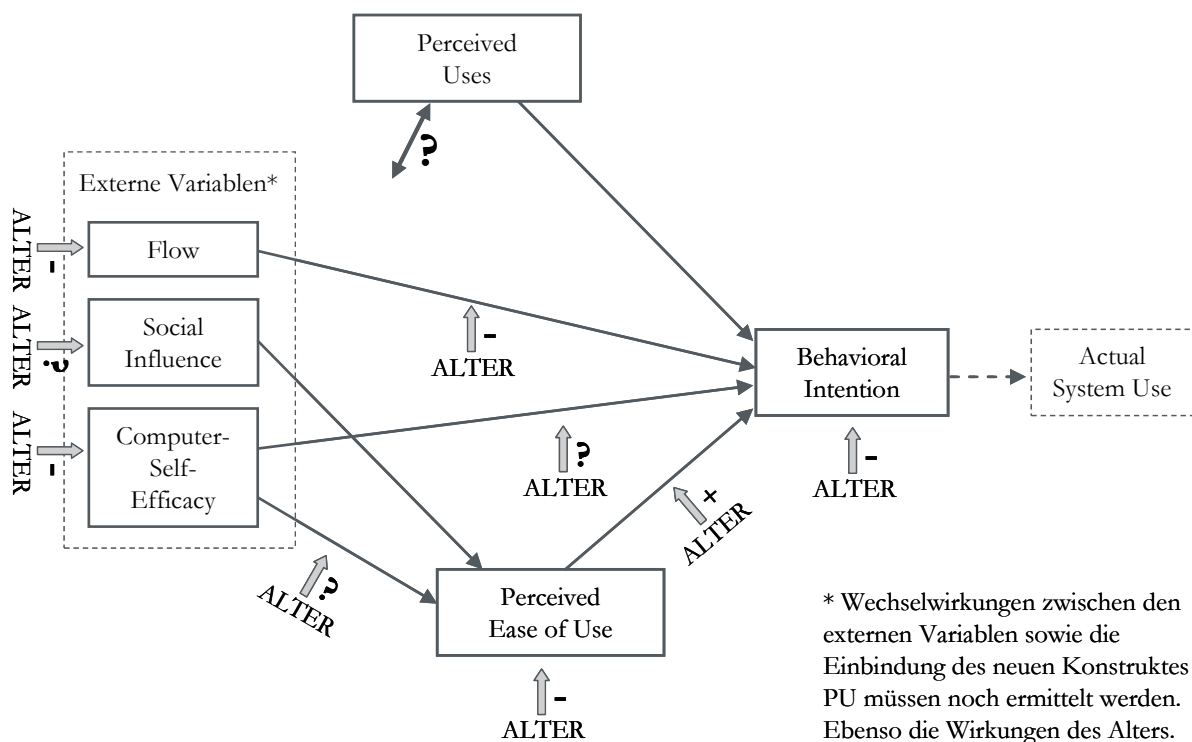 Perceived
Uses
?
Externe Variablen*
ALTER
-
Flow
ALTER
?
Social
Influence
ALTER
-
Computer-
Self-
Efficacy
-
ALTER
?
ALTER
+
ALTER
?
ALTER
Behavioral
Intention
-
ALTER
Actual
System Use
Perceived
Ease of Use
-
ALTER
* Wechselwirkungen zwischen den
externen Variablen sowie die
Einbindung des neuen Konstruktes
PU müssen noch ermittelt werden.
Ebenso die Wirkungen des Alters.